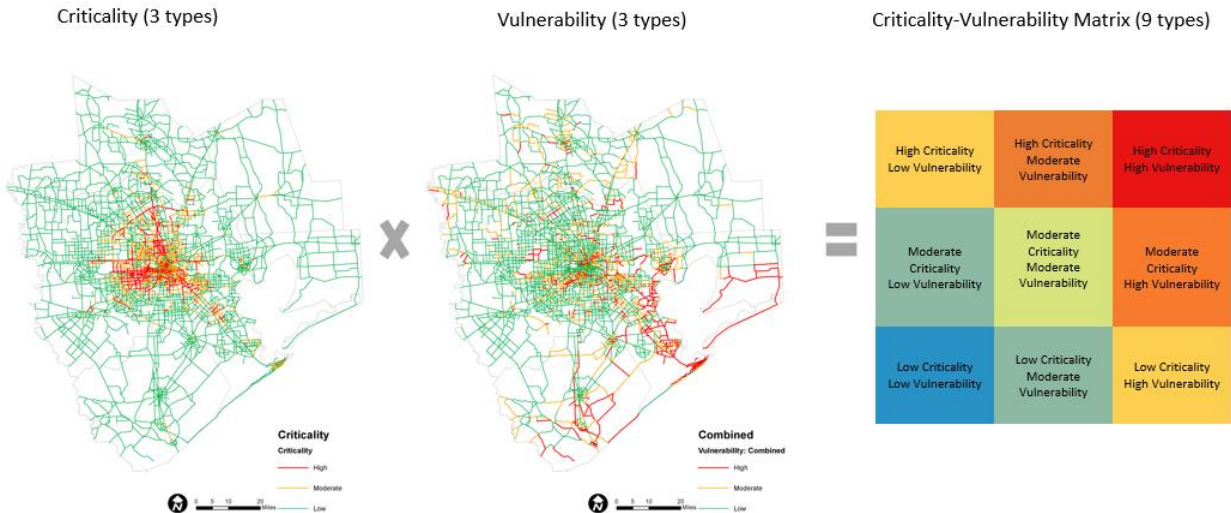 Criticality (3 types)
Vulnerability (3 types)
Criticality-Vulnerability Matrix (9 types)
High Criticality
Low Vulnerability
High Criticality
Moderate
Vulnerability
High Criticality
High Vulnerability
Moderate
Criticality
Low Vulnerability
Moderate
Criticality
Moderate
Vulnerability
Moderate
Criticality
High Vulnerability
Low Criticality
Low Vulnerability
Low Criticality
Moderate
Vulnerability
Low Criticality
High Vulnerability
Criticality
Criticality
High
Moderate
Low
N
0 5 10 20
Miles
Combined
Vulnerability: Combined
High
Moderate
Low
N
0 5 10 20
Miles